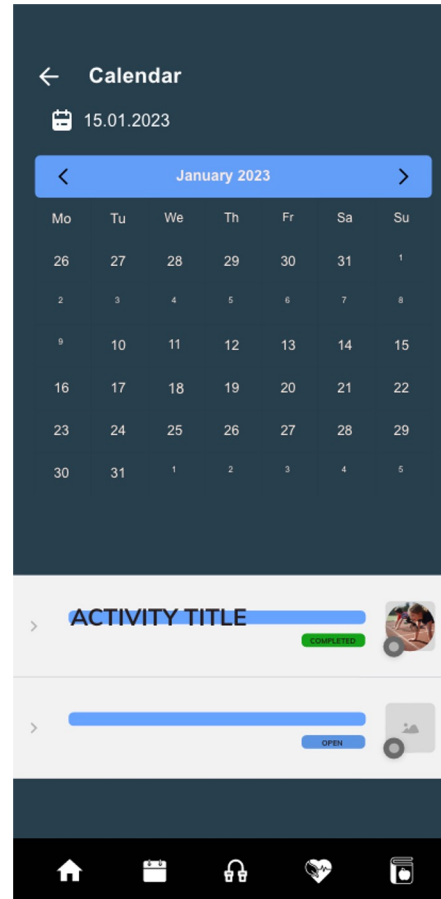 Calendar
15.01.2023
January 2023
Mo Tu We Th Fr Sa Su
26 27 28 29 30 31 1
2 3 4 5 6 7 8
9 10 11 12 13 14 15
16 17 18 19 20 21 22
23 24 25 26 27 28 29
30 31 1 2 3 4 5
ACTIVITY TITLE
COMPLETED
OPEN